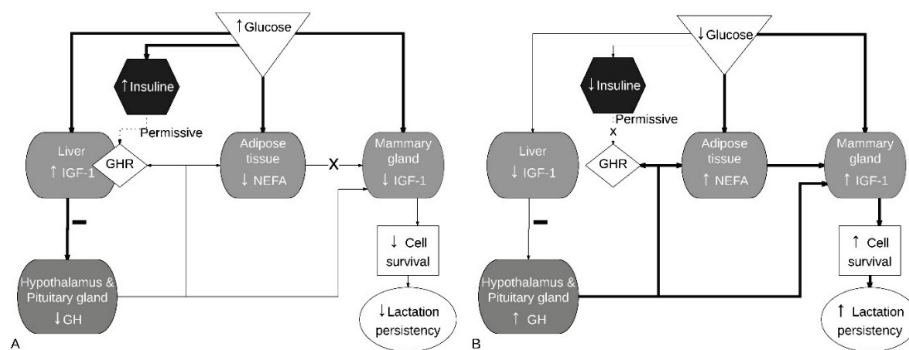 ↑Glucose
↑Insuline
Permissive
Liver
↑ IGF-1
GHR
Adipose
tissue
↓ NEFA
X
Mammary
gland
↓ IGF-1
↓ Cell
survival
Hypothalamus &
Pituitary gland
↓GH
↓Lactation
persistency
A
↓Glucose
↓Insuline
Permissive
x
Liver
↓ IGF-1
GHR
Adipose
tissue
↑ NEFA
Mammary
gland
↑ IGF-1
↑ Cell
survival
Hypothalamus &
Pituitary gland
↑ GH
↑ Lactation
persistency
B